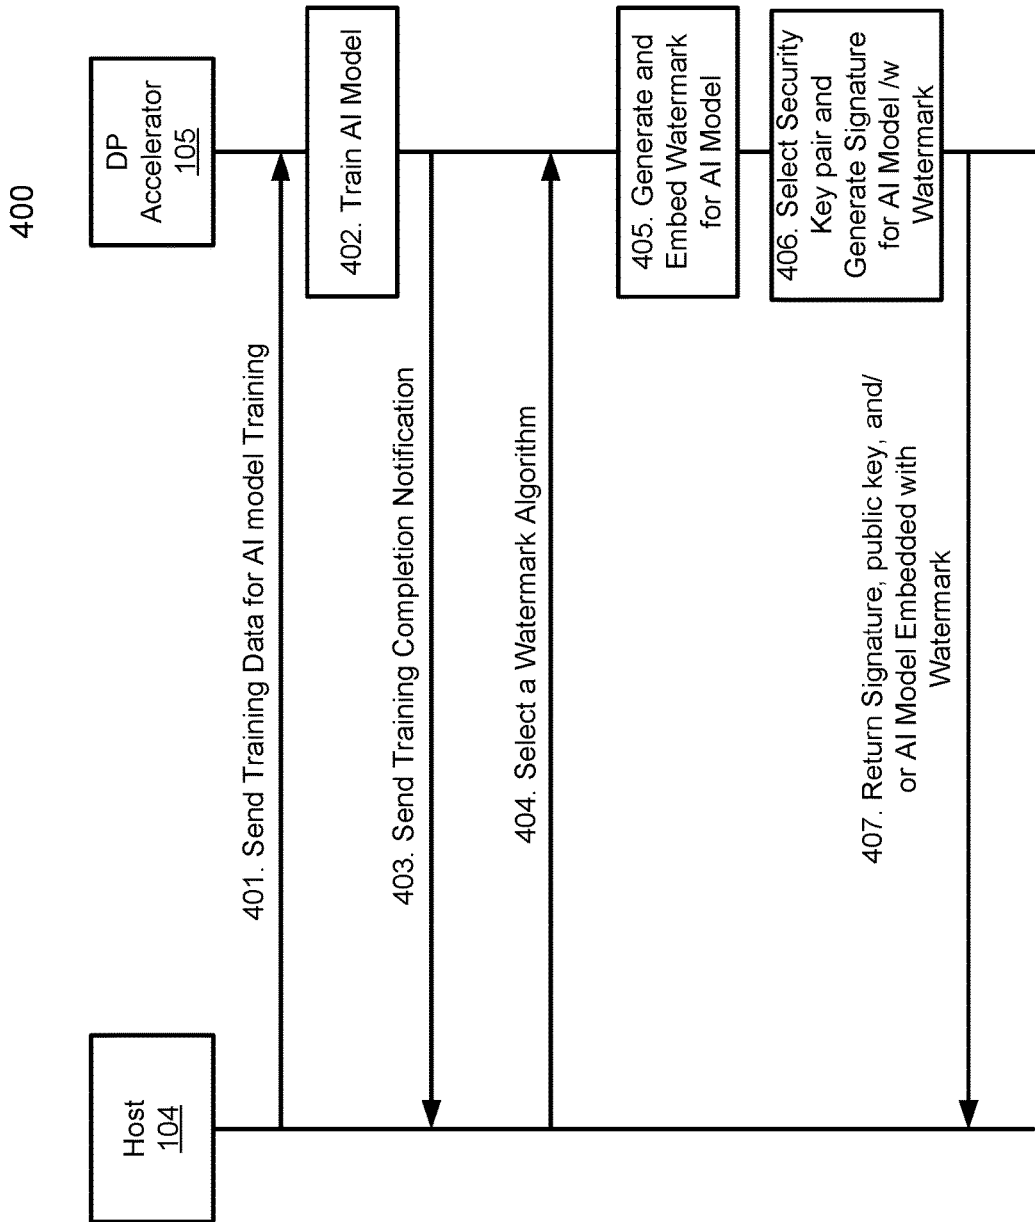 400
Host
104
DP
Accelerator
105
401. Send Training Data for AI model Training
402. Train AI Model
403. Send Training Completion Notification
404. Select a Watermark Algorithm
405. Generate and
Embed Watermark
for AI Model
406. Select Security
Key pair and
Generate Signature
for AI Model /w
Watermark
407. Return Signature, public key, and/
or AI Model Embedded with
Watermark